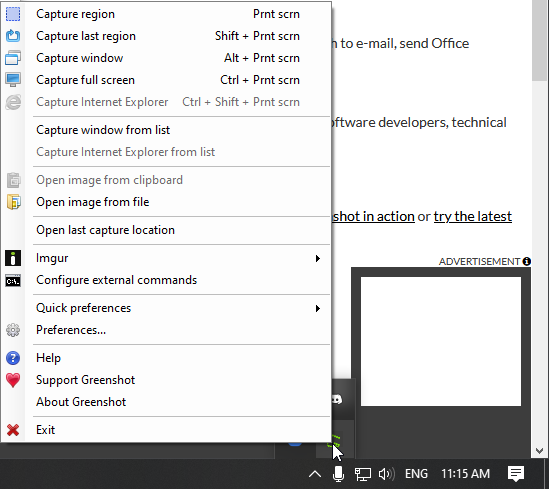 Capture region Prnt scrn
Capture last region Shift + Prnt scrn
Capture window Alt + Prnt scrn
Capture full screen Ctrl + Prnt scrn
Capture Internet Explorer Ctrl + Shift + Prnt scrn
Capture window from list
Capture Internet Explorer from list
Open image from clipboard
Open image from file
Open last capture location
Imgur
Configure external commands
Quick preferences
Preferences...
Help
Support Greenshot
About Greenshot
Exit
to e-mail, send Office
software developers, technical
shot in action or try the latest
ADVERTISEMENT
ENG 11:15 AM